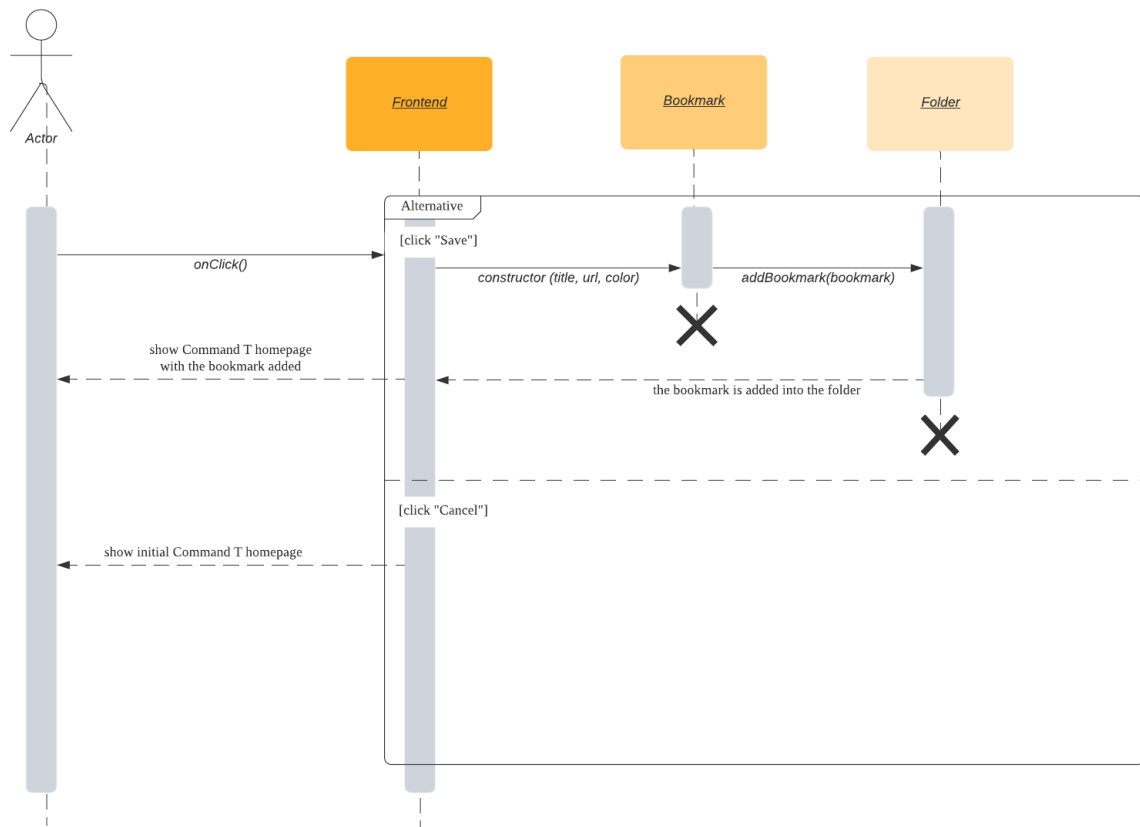 Actor
Frontend
Bookmark
Folder
Alternative
[click "Save"]
onClick()
constructor (title, url, color)
addBookmark(bookmark)
show Command T homepage
with the bookmark added
the bookmark is added into the folder
[click "Cancel"]
show initial Command T homepage